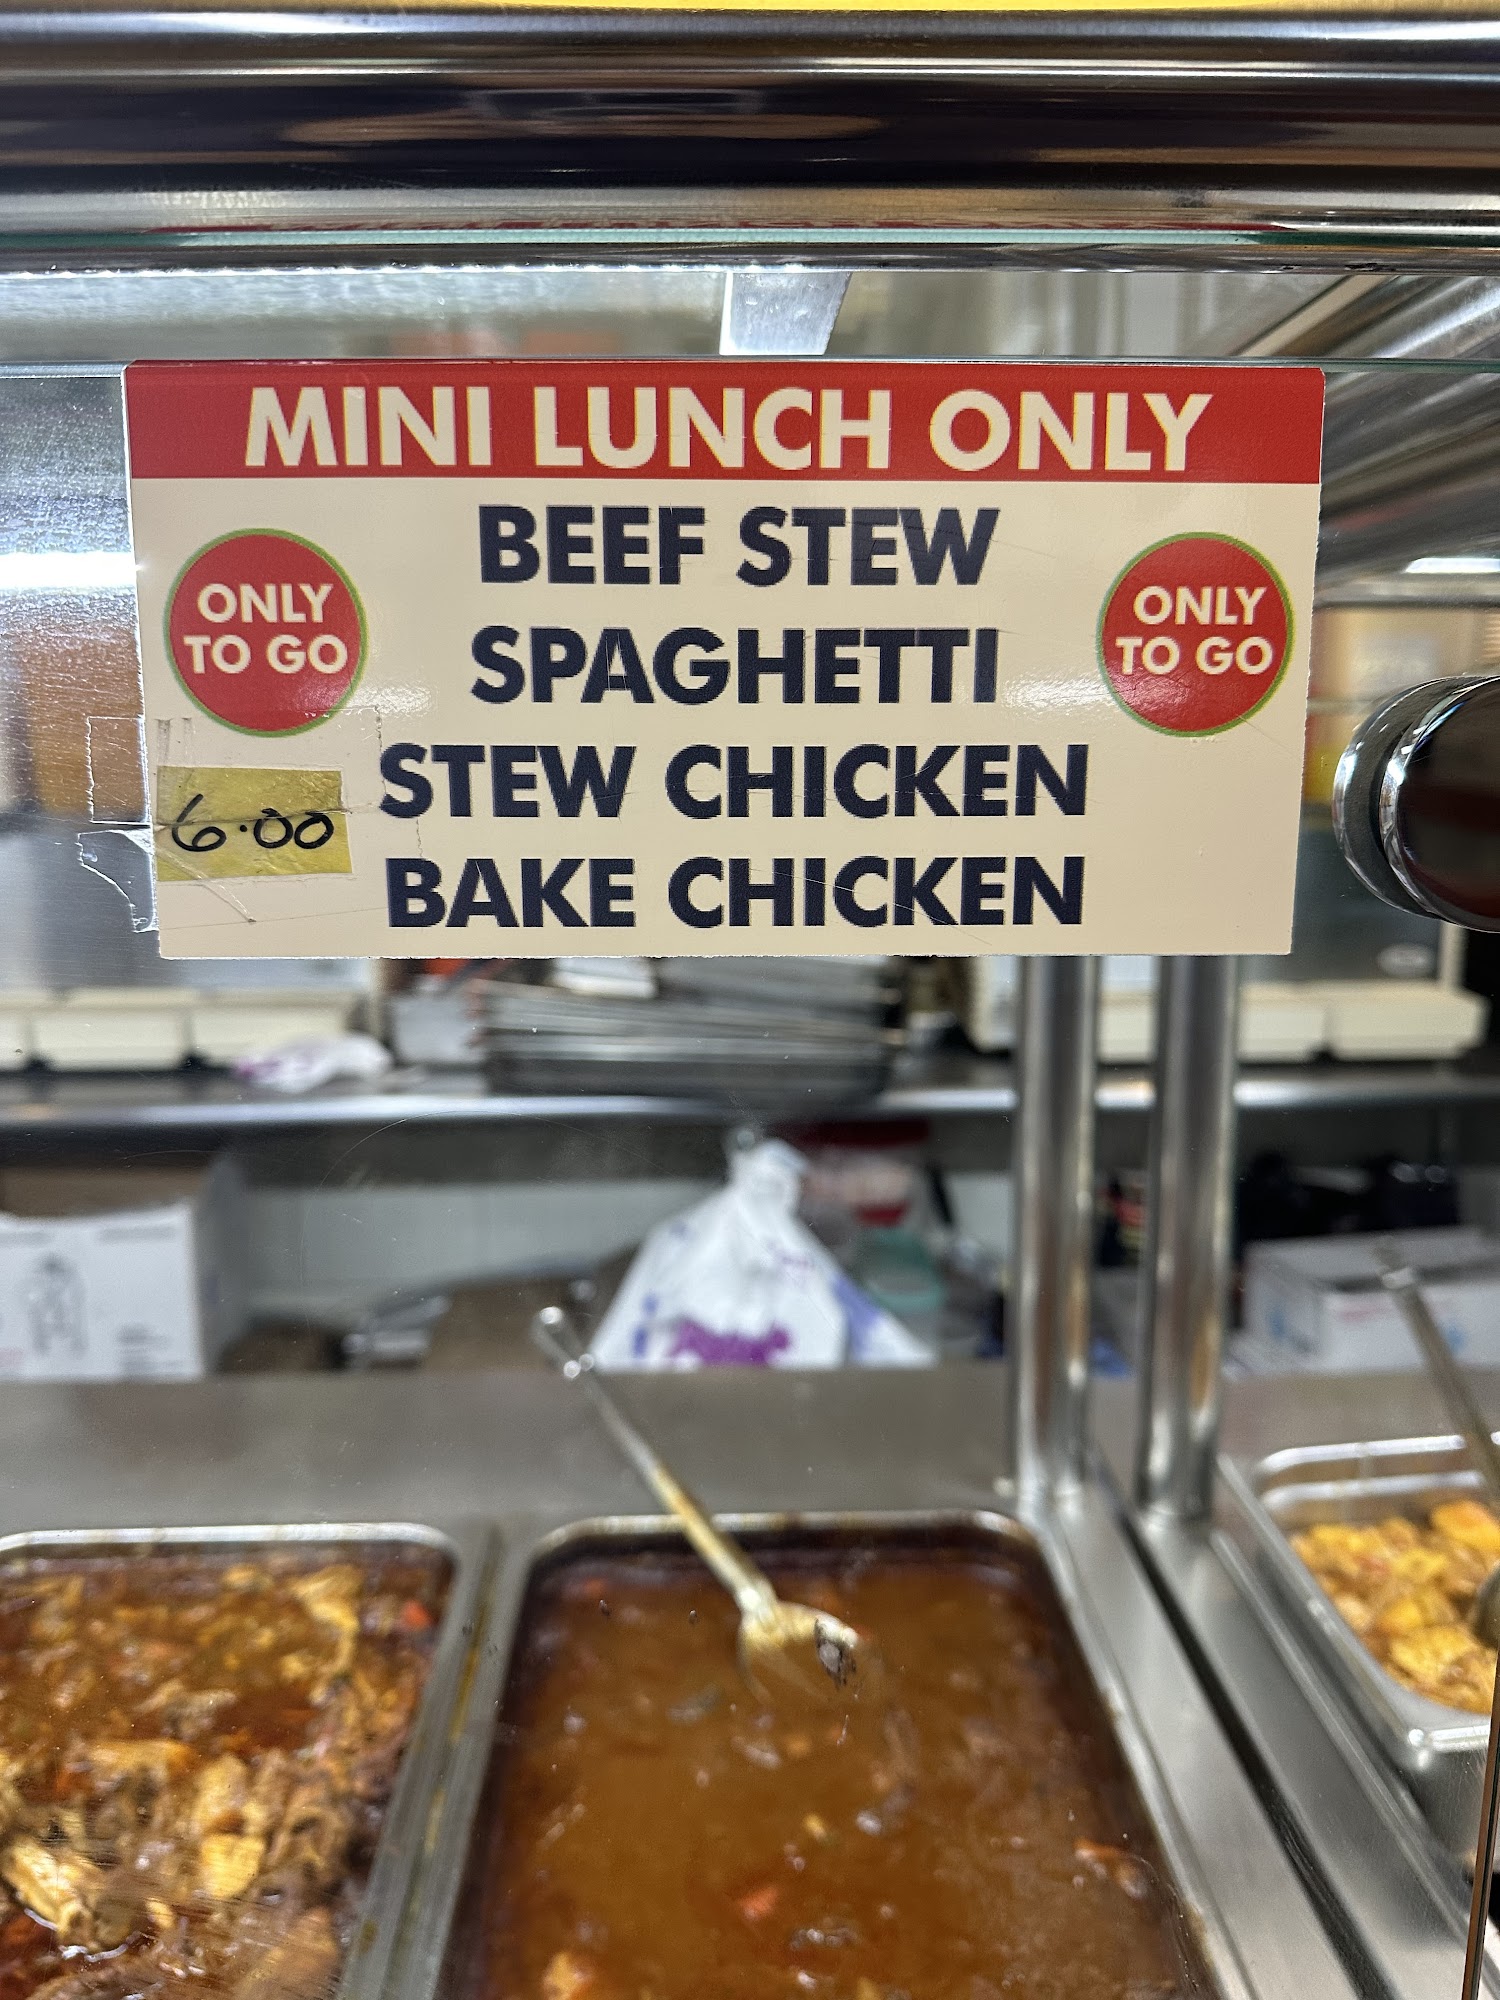 MINI LUNCH ONLY
BEEF STEW
SPAGHETTI
STEW CHICKEN
BAKE CHICKEN
ONLY
TO GO
ONLY
TO GO
6.00